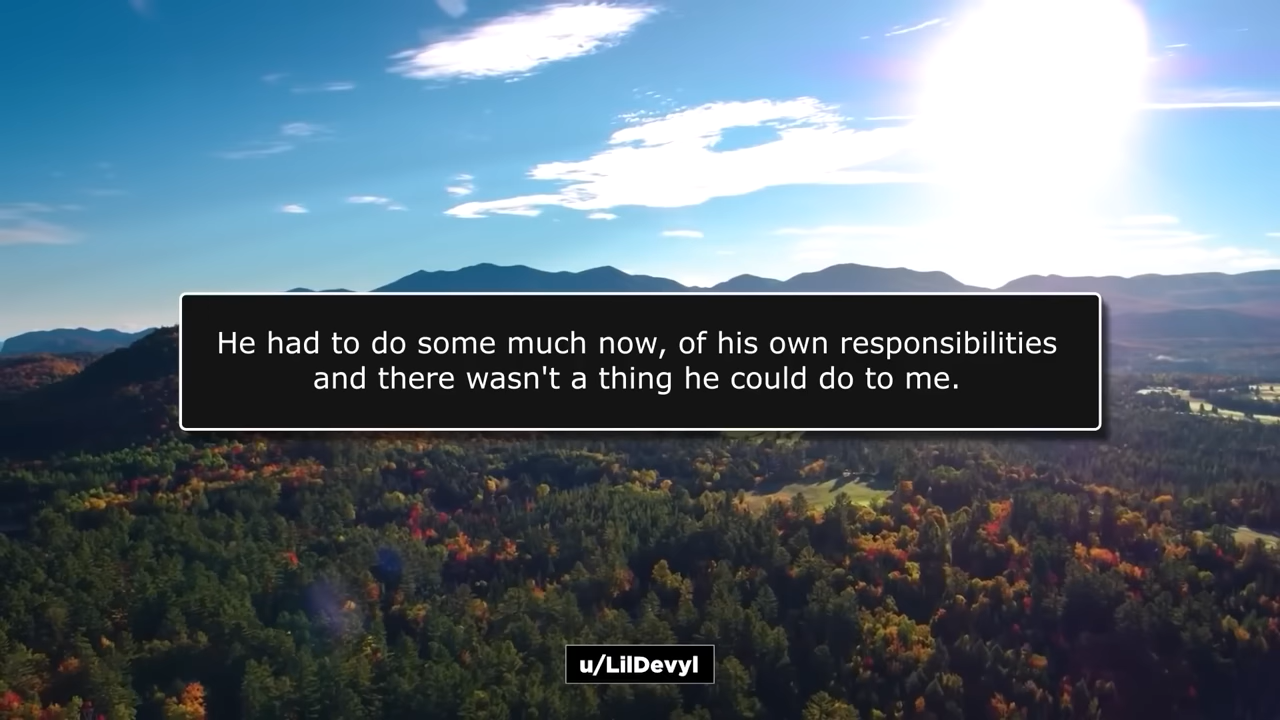 He had to do some much now, of his own responsibilities
and there wasn't a thing he could do to me.
u/LilDevyl